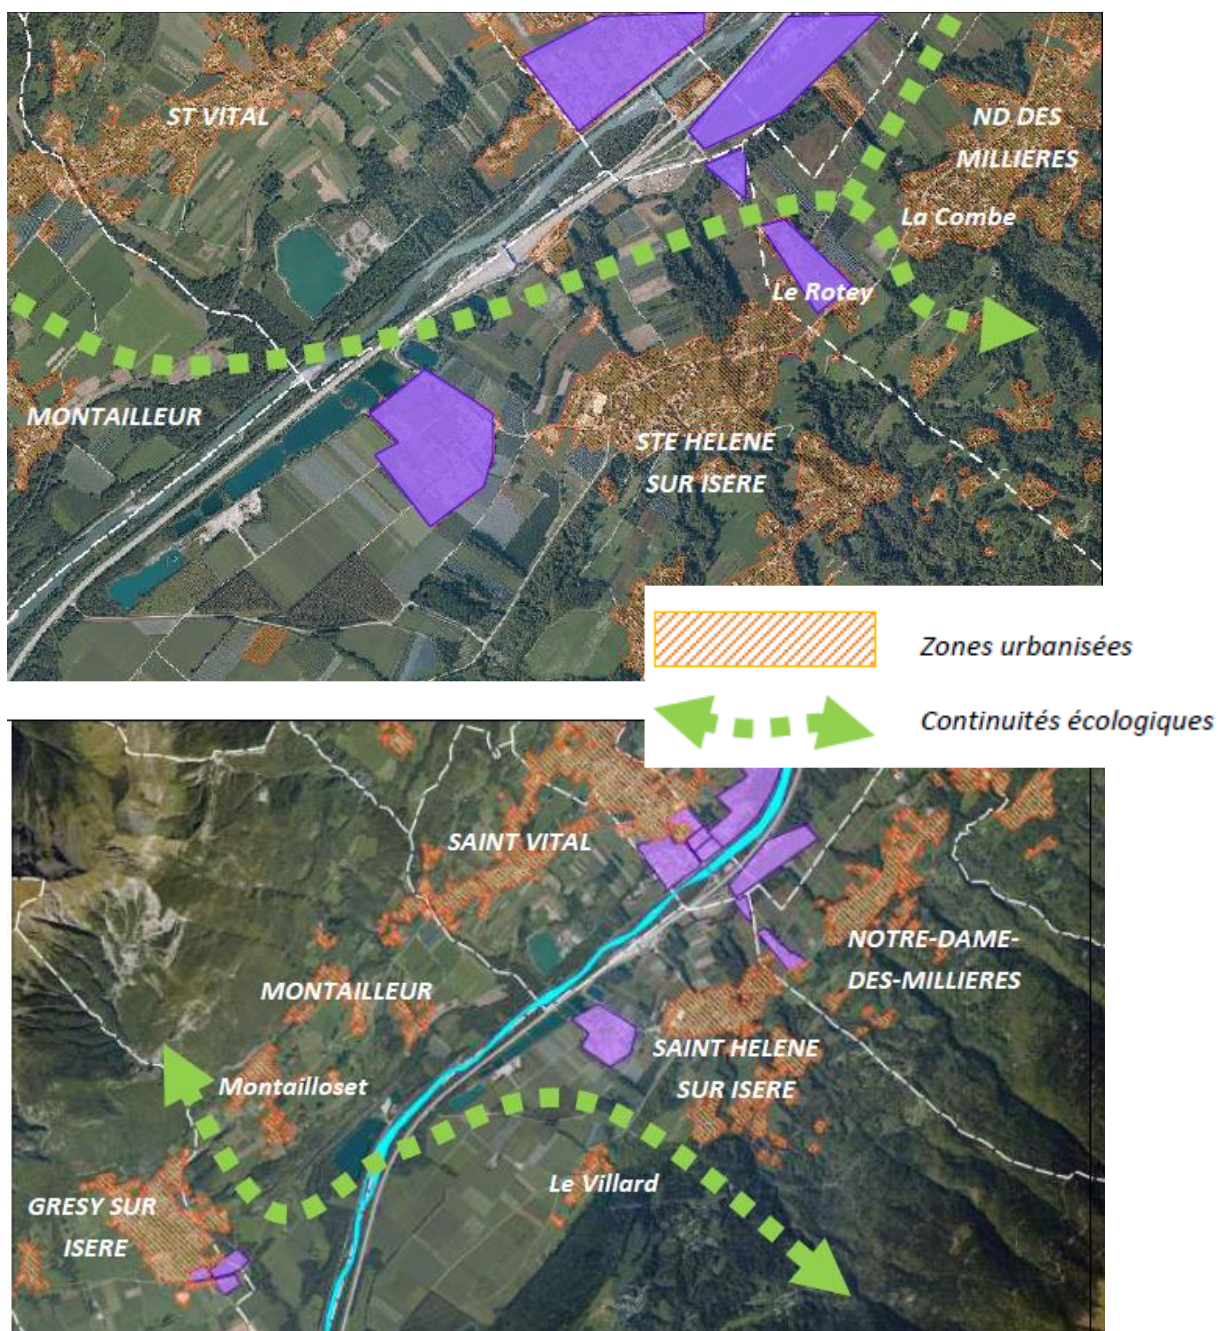 ST VITAL
ND DES
MILLIERES
La Combe
Le Rotey
MONTAILLEUR
STE HELENE
SUR ISERE
Zones urbanisées
Continuités écologiques
SAINT VITAL
NOTRE-DAME-
DES-MILLIERES
MONTAILLEUR
SAINT HELENE
SUR ISERE
Montailloset
Le Villard
GRESY SUR
ISERE